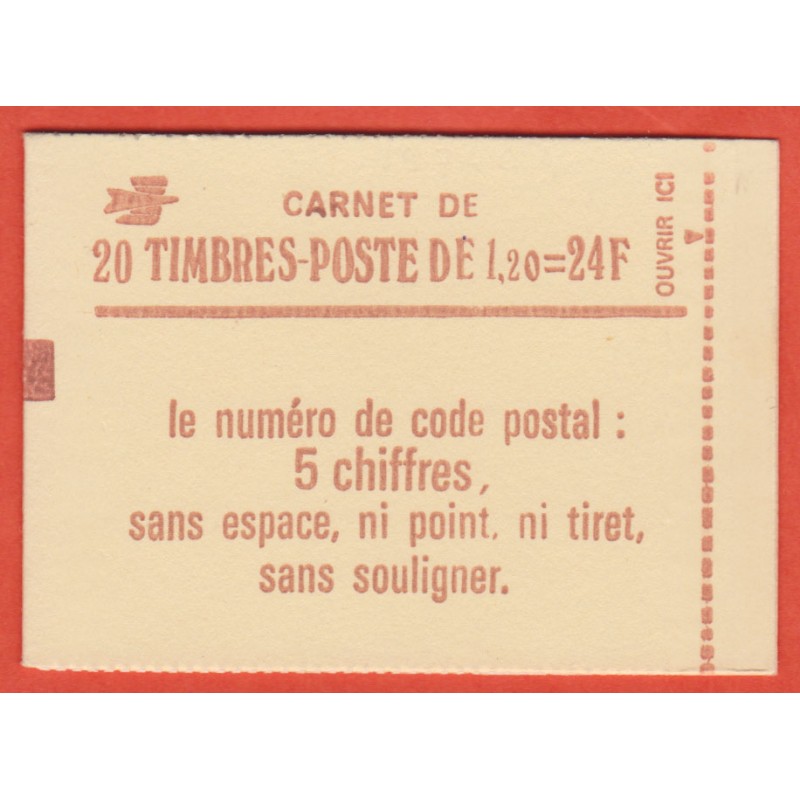 CARNET DE
20 TIMBRES-POSTE DE 1,20=24F
OUVRIR ICI
le numéro de code postal :
5 chiffres,
sans espace, ni point, ni tiret,
sans souligner.